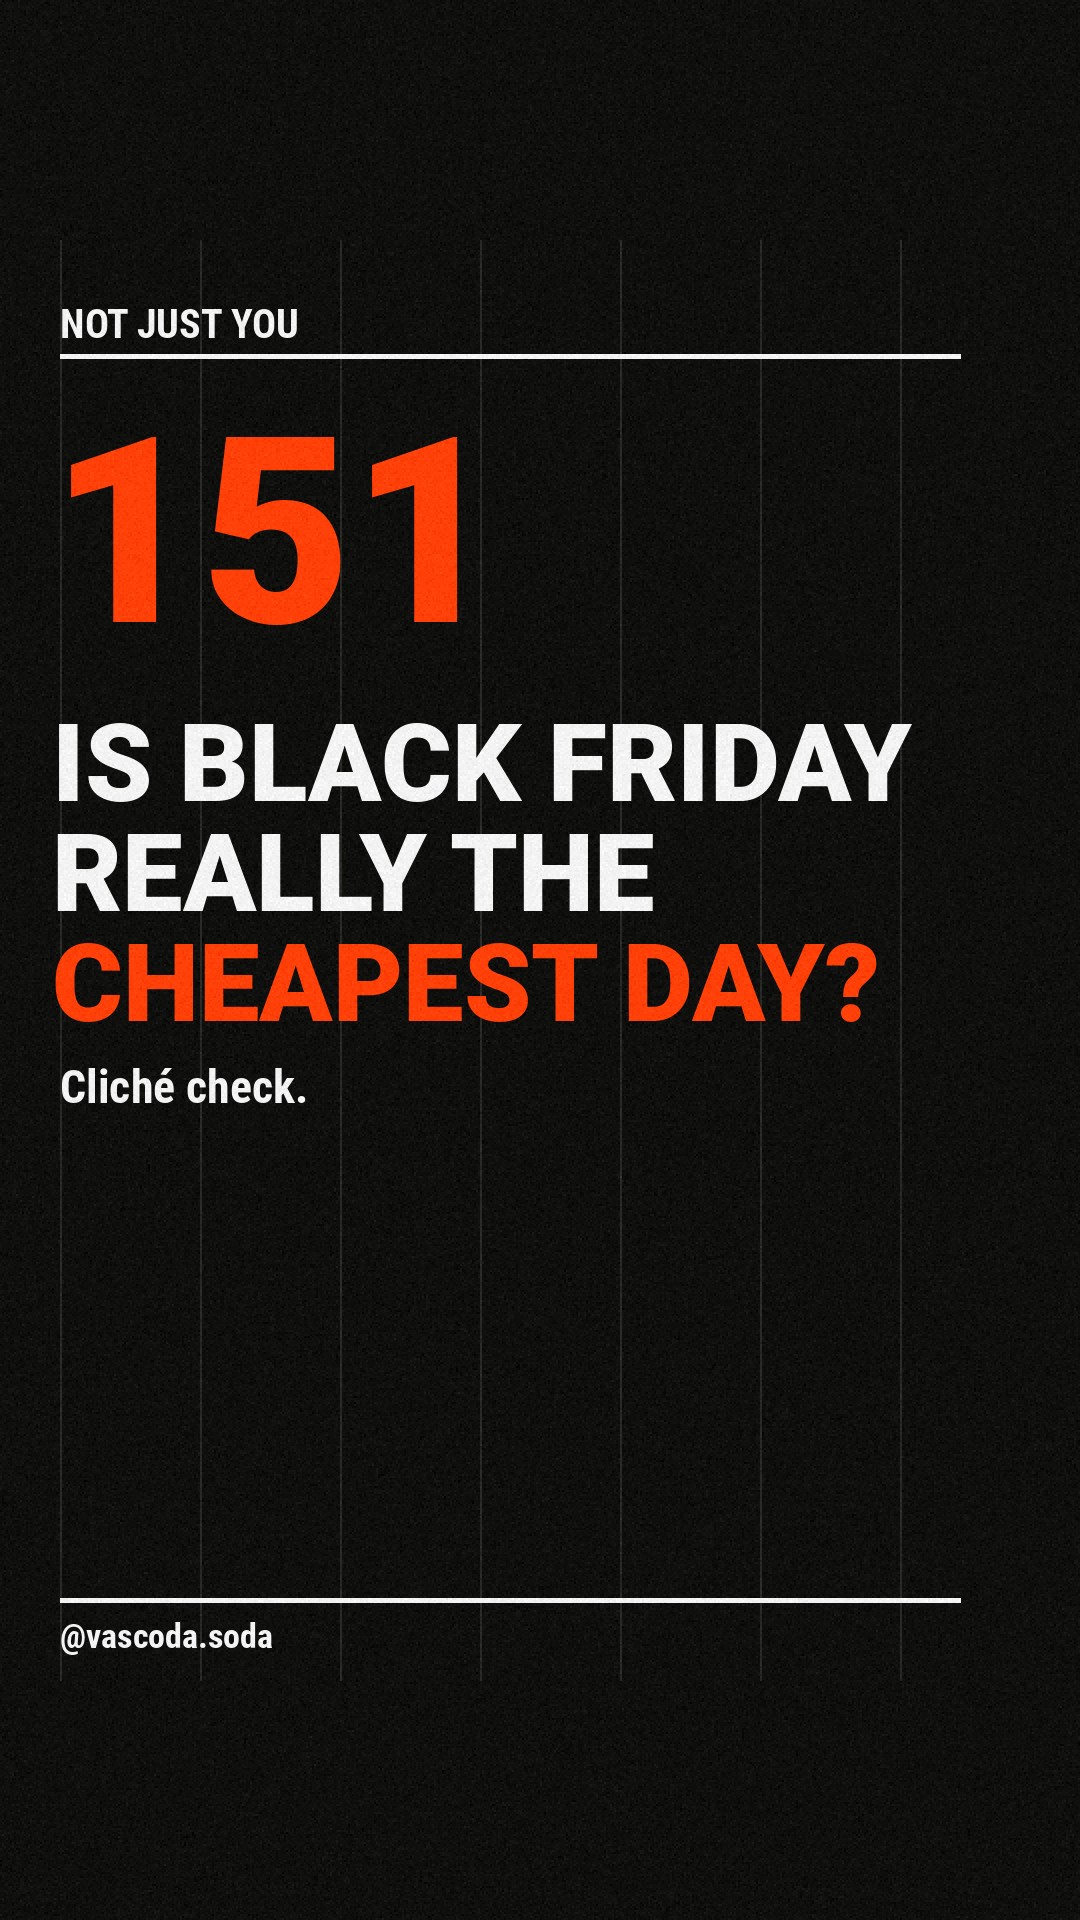 NOT JUST YOU
151
IS BLACK FRIDAY
REALLY THE
CHEAPEST DAY?
Cliché check.
@vascoda.soda